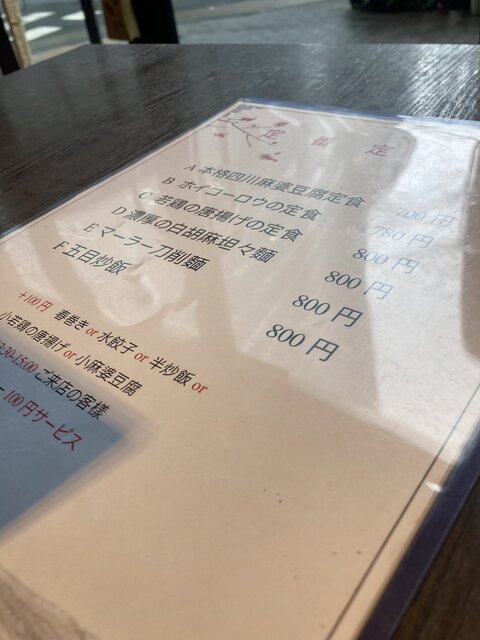 定 番 定
A 本格四川麻婆豆腐定食 700円
B ホイコーロウの定食 780円
C 若鶏の唐揚げの定食 800円
D 濃厚の白胡麻坦々麺 800円
E マーラー刀削麺 800円
F 五目炒飯 800円
+100円 春巻き or 水餃子 or 半炒飯 or
小若鶏の唐揚げ or 小麻婆豆腐
:30-15:00 ご来店の客様
100円サービス